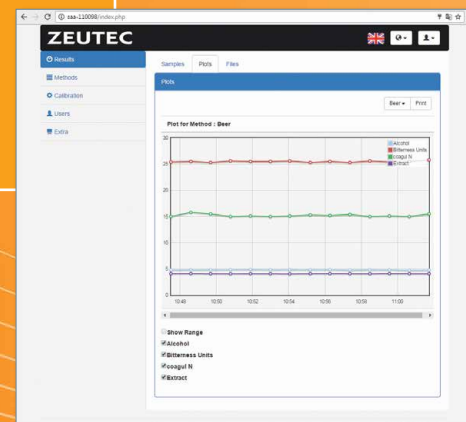 saa-110098/index.php
ZEUTEC
Results
Methods
Calibration
Users
Extra
Samples Plots Files
Plots
Beer Print
Plot for Method : Beer
Alcohol
Bitterness Units
coagul N
Extract
30
25
20
15
10
5
0
10:48 10:50 10:52 10:54 10:56 10:58 11:00
Show Range
Alcohol
Bitterness Units
coagul N
Extract